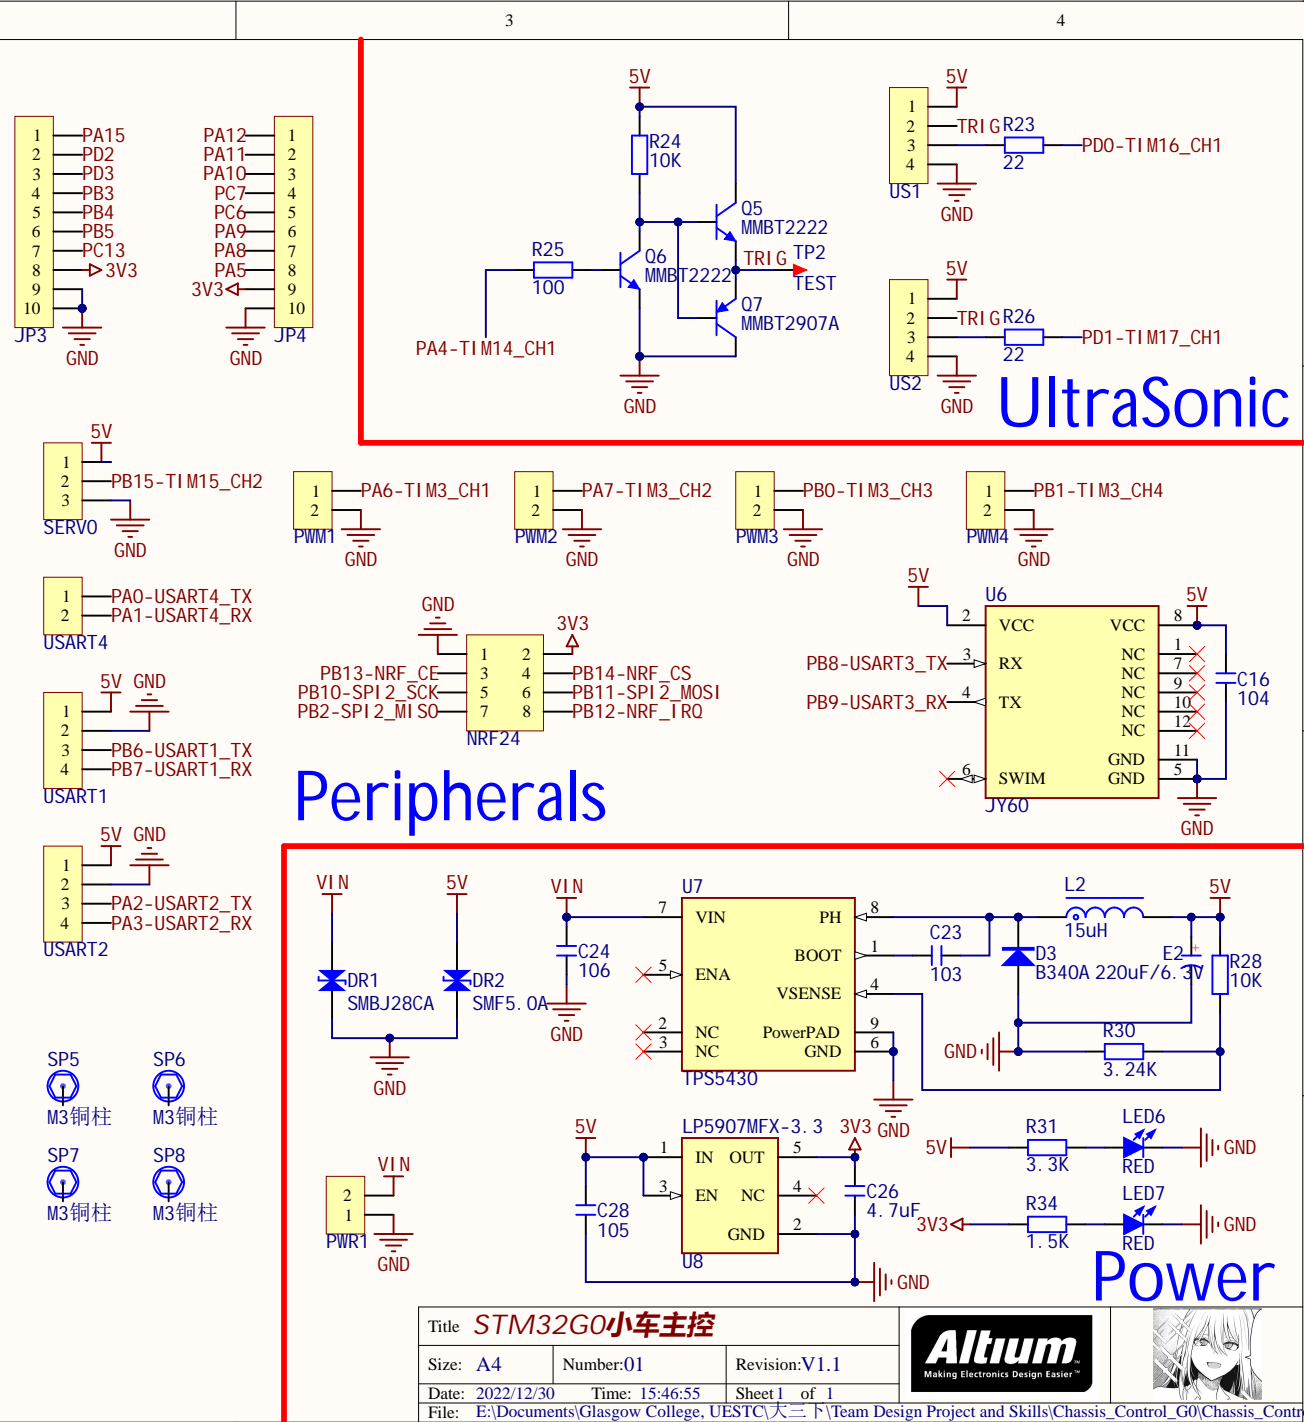 3
4
1 PA15
2 PD2
3 PD3
4 PB3
5 PB4
6 PB5
7 PC13
8 3V3
9
10
JP3
GND
PA12 1
PA11 2
PA10 3
PC7 4
PC6 5
PA9 6
PA8 7
PA5 8
3V3 9
10
JP4
GND
5V
R24
10K
Q5
MMBT2222
R25
100
Q6
MMBT2222
TRIG
TP2
TEST
Q7
MMBT2907A
PA4-TIM14_CH1
GND
5V
1
2 TRIG
3
4
R23
22
PD0-TIM16_CH1
US1
GND
5V
1
2 TRIG
3
4
R26
22
PD1-TIM17_CH1
US2
GND
UltraSonic
5V
1
2 PB15-TIM15_CH2
3
SERVO
GND
1 PA6-TIM3_CH1
2
PWM1
GND
1 PA7-TIM3_CH2
2
PWM2
GND
1 PB0-TIM3_CH3
2
PWM3
GND
1 PB1-TIM3_CH4
2
PWM4
GND
1 PA0-USART4_TX
2 PA1-USART4_RX
USART4
5V GND
1
2
3 PB6-USART1_TX
4 PB7-USART1_RX
USART1
5V GND
1
2
3 PA2-USART2_TX
4 PA3-USART2_RX
USART2
GND
3V3
1 2
PB13-NRF_CE 3 4 PB14-NRF_CS
PB10-SPI2_SCK 5 6 PB11-SPI2_MOSI
PB2-SPI2_MISO 7 8 PB12-NRF_IRQ
NRF24
Peripherals
5V
U6
5V
2 VCC VCC 8
NC 1
PB8-USART3_TX 3 RX NC 7
NC 9
PB9-USART3_RX 4 TX NC 10
NC 12
GND 11
6 SWIM GND 5
JY60
C16
104
GND
VIN
5V
DR1
SMBJ28CA
DR2
SMF5.0A
GND
VIN
C24
106
GND
U7
7 VIN PH 8
BOOT 1
5 ENA
VSENSE 4
2 NC PowerPAD 9
3 NC GND 6
TPS5430
GND
C23
103
L2
15uH
5V
D3
B340A
E2
+
220uF/6.3V
R28
10K
GND
R30
3.24K
SP5
M3铜柱
SP6
M3铜柱
SP7
M3铜柱
SP8
M3铜柱
VIN
2
1
PWR1
GND
5V
LP5907MFX-3.3
3V3
1 IN OUT 5
3 EN NC 4
GND 2
U8
C28
105
C26
4.7uF
GND
5V
R31
3.3K
LED6
RED
GND
3V3
R34
1.5K
LED7
RED
GND
Power
Title STM32G0小车主控
Size: A4 Number:01 Revision:V1.1
Date: 2022/12/30 Time: 15:46:55 Sheet 1 of 1
File: E:\Documents\Glasgow College, UESTC\大三下\Team Design Project and Skills\Chassis_Control_G0\Chassis_Contr
Altium™
Making Electronics Design Easier™